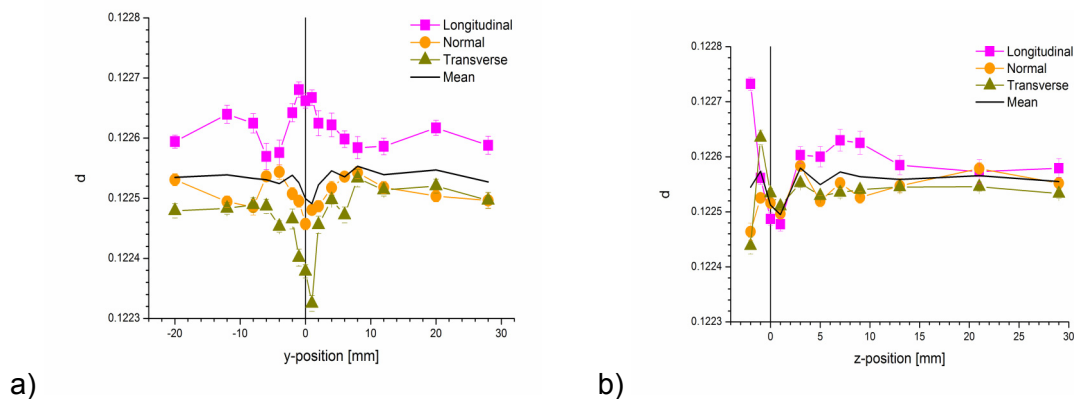 0.1228
0.1227
0.1226
0.1225
0.1224
0.1223
d
Longitudinal
Normal
Transverse
Mean
-20 -10 0 10 20 30
y-position [mm]
a)
0.1228
0.1227
0.1226
0.1225
0.1224
0.1223
d
Longitudinal
Normal
Transverse
Mean
0 5 10 15 20 25 30
z-position [mm]
b)